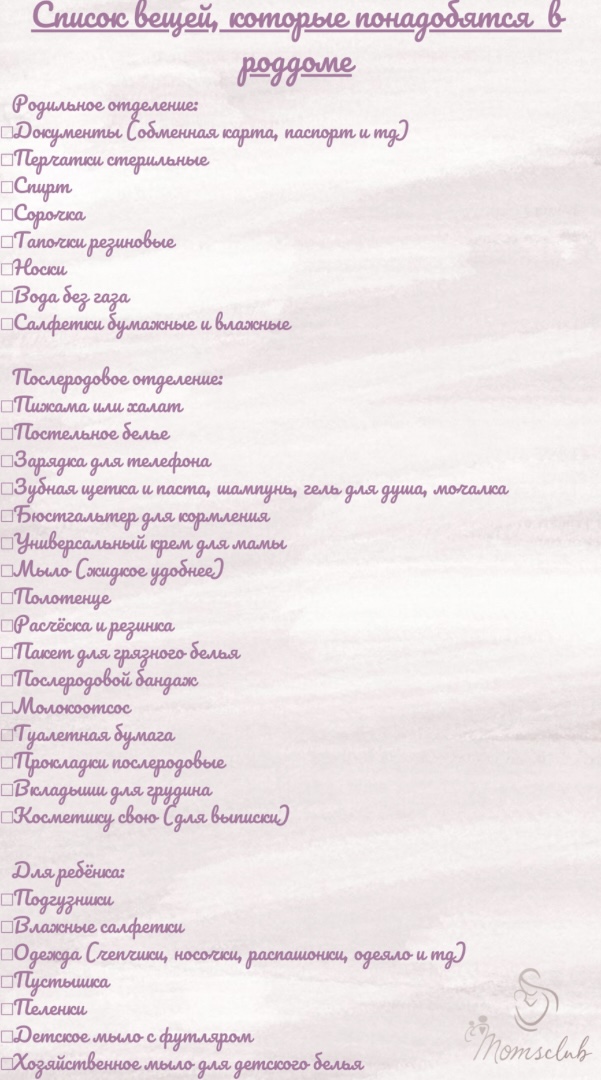 Список вещей, которые понадобятся в
роддоме
Родильное отделение:
□Документы (обменная карта, паспорт и тд)
□Перчатки стерильные
□Спирт
□Сорочка
□Тапочки резиновые
□Носки
□Вода без газа
□Салфетки бумажные и влажные
Послеродовое отделение:
□Пижама или халат
□Постельное белье
□Зарядка для телефона
□Зубная щетка и паста, шампунь, гель для душа, мочалка
□Бюстгальтер для кормления
□Универсальный крем для мамы
□Мыло (жидкое удобнее)
□Полотенце
□Расчёска и резинка
□Пакет для грязного белья
□Послеродовой бандаж
□Молокоотсос
□Туалетная бумага
□Прокладки послеродовые
□Вкладыши для грудина
□Косметику свою (для выписки)
Для ребёнка:
□Подгузники
□Влажные салфетки
□Одежда (чепчики, носочки, распашонки, одеяло и тд)
□Пустышка
□Пеленки
□Детское мыло с футляром
□Хозяйственное мыло для детского белья
Momsclub